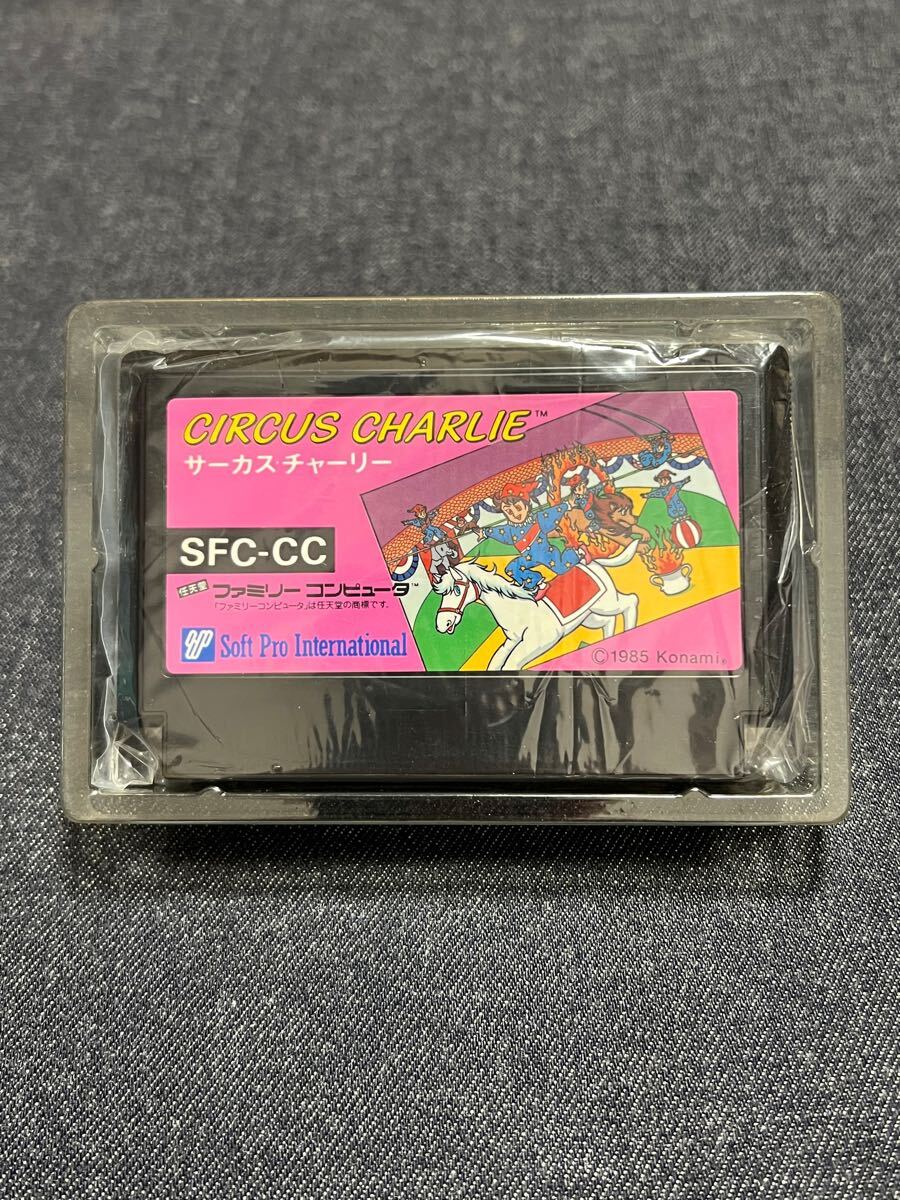 CIRCUS CHARLIE™
サーカスチャーリー
SFC-CC
任天堂 ファミリーコンピュータ™
「ファミリーコンピュータ」は任天堂の商標です。
Soft Pro International
©1985 Konami®